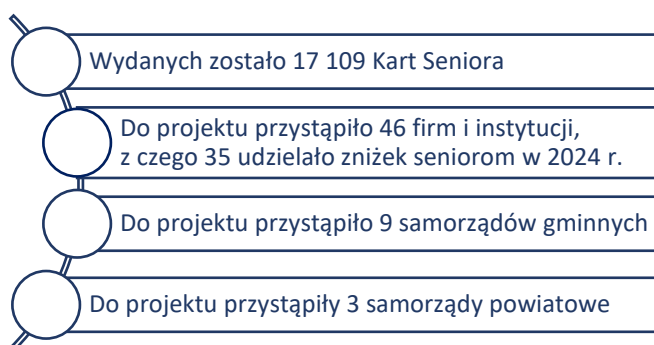 Wydanych zostało 17 109 Kart Seniora
Do projektu przystąpiło 46 firm i instytucji,
z czego 35 udzielało zniżek seniorom w 2024 r.
Do projektu przystąpiło 9 samorządów gminnych
Do projektu przystąpiły 3 samorządy powiatowe